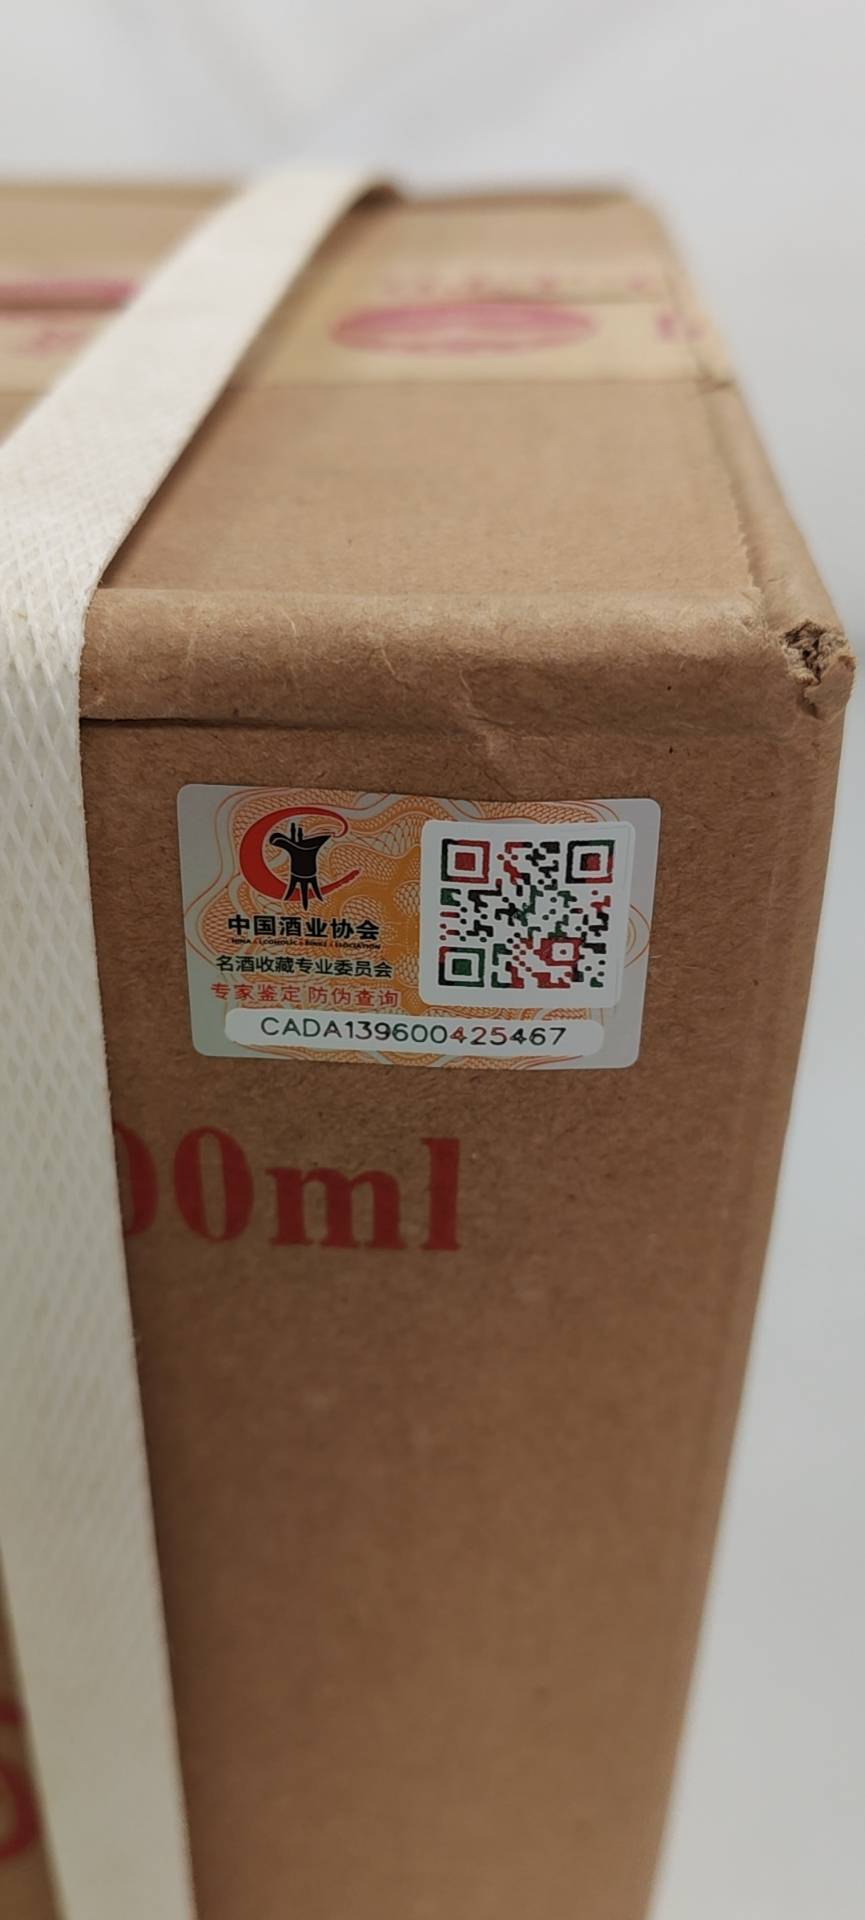 中国酒业协会
名酒收藏专业委员会
专家鉴定 防伪查询
CADA139600425467
00ml